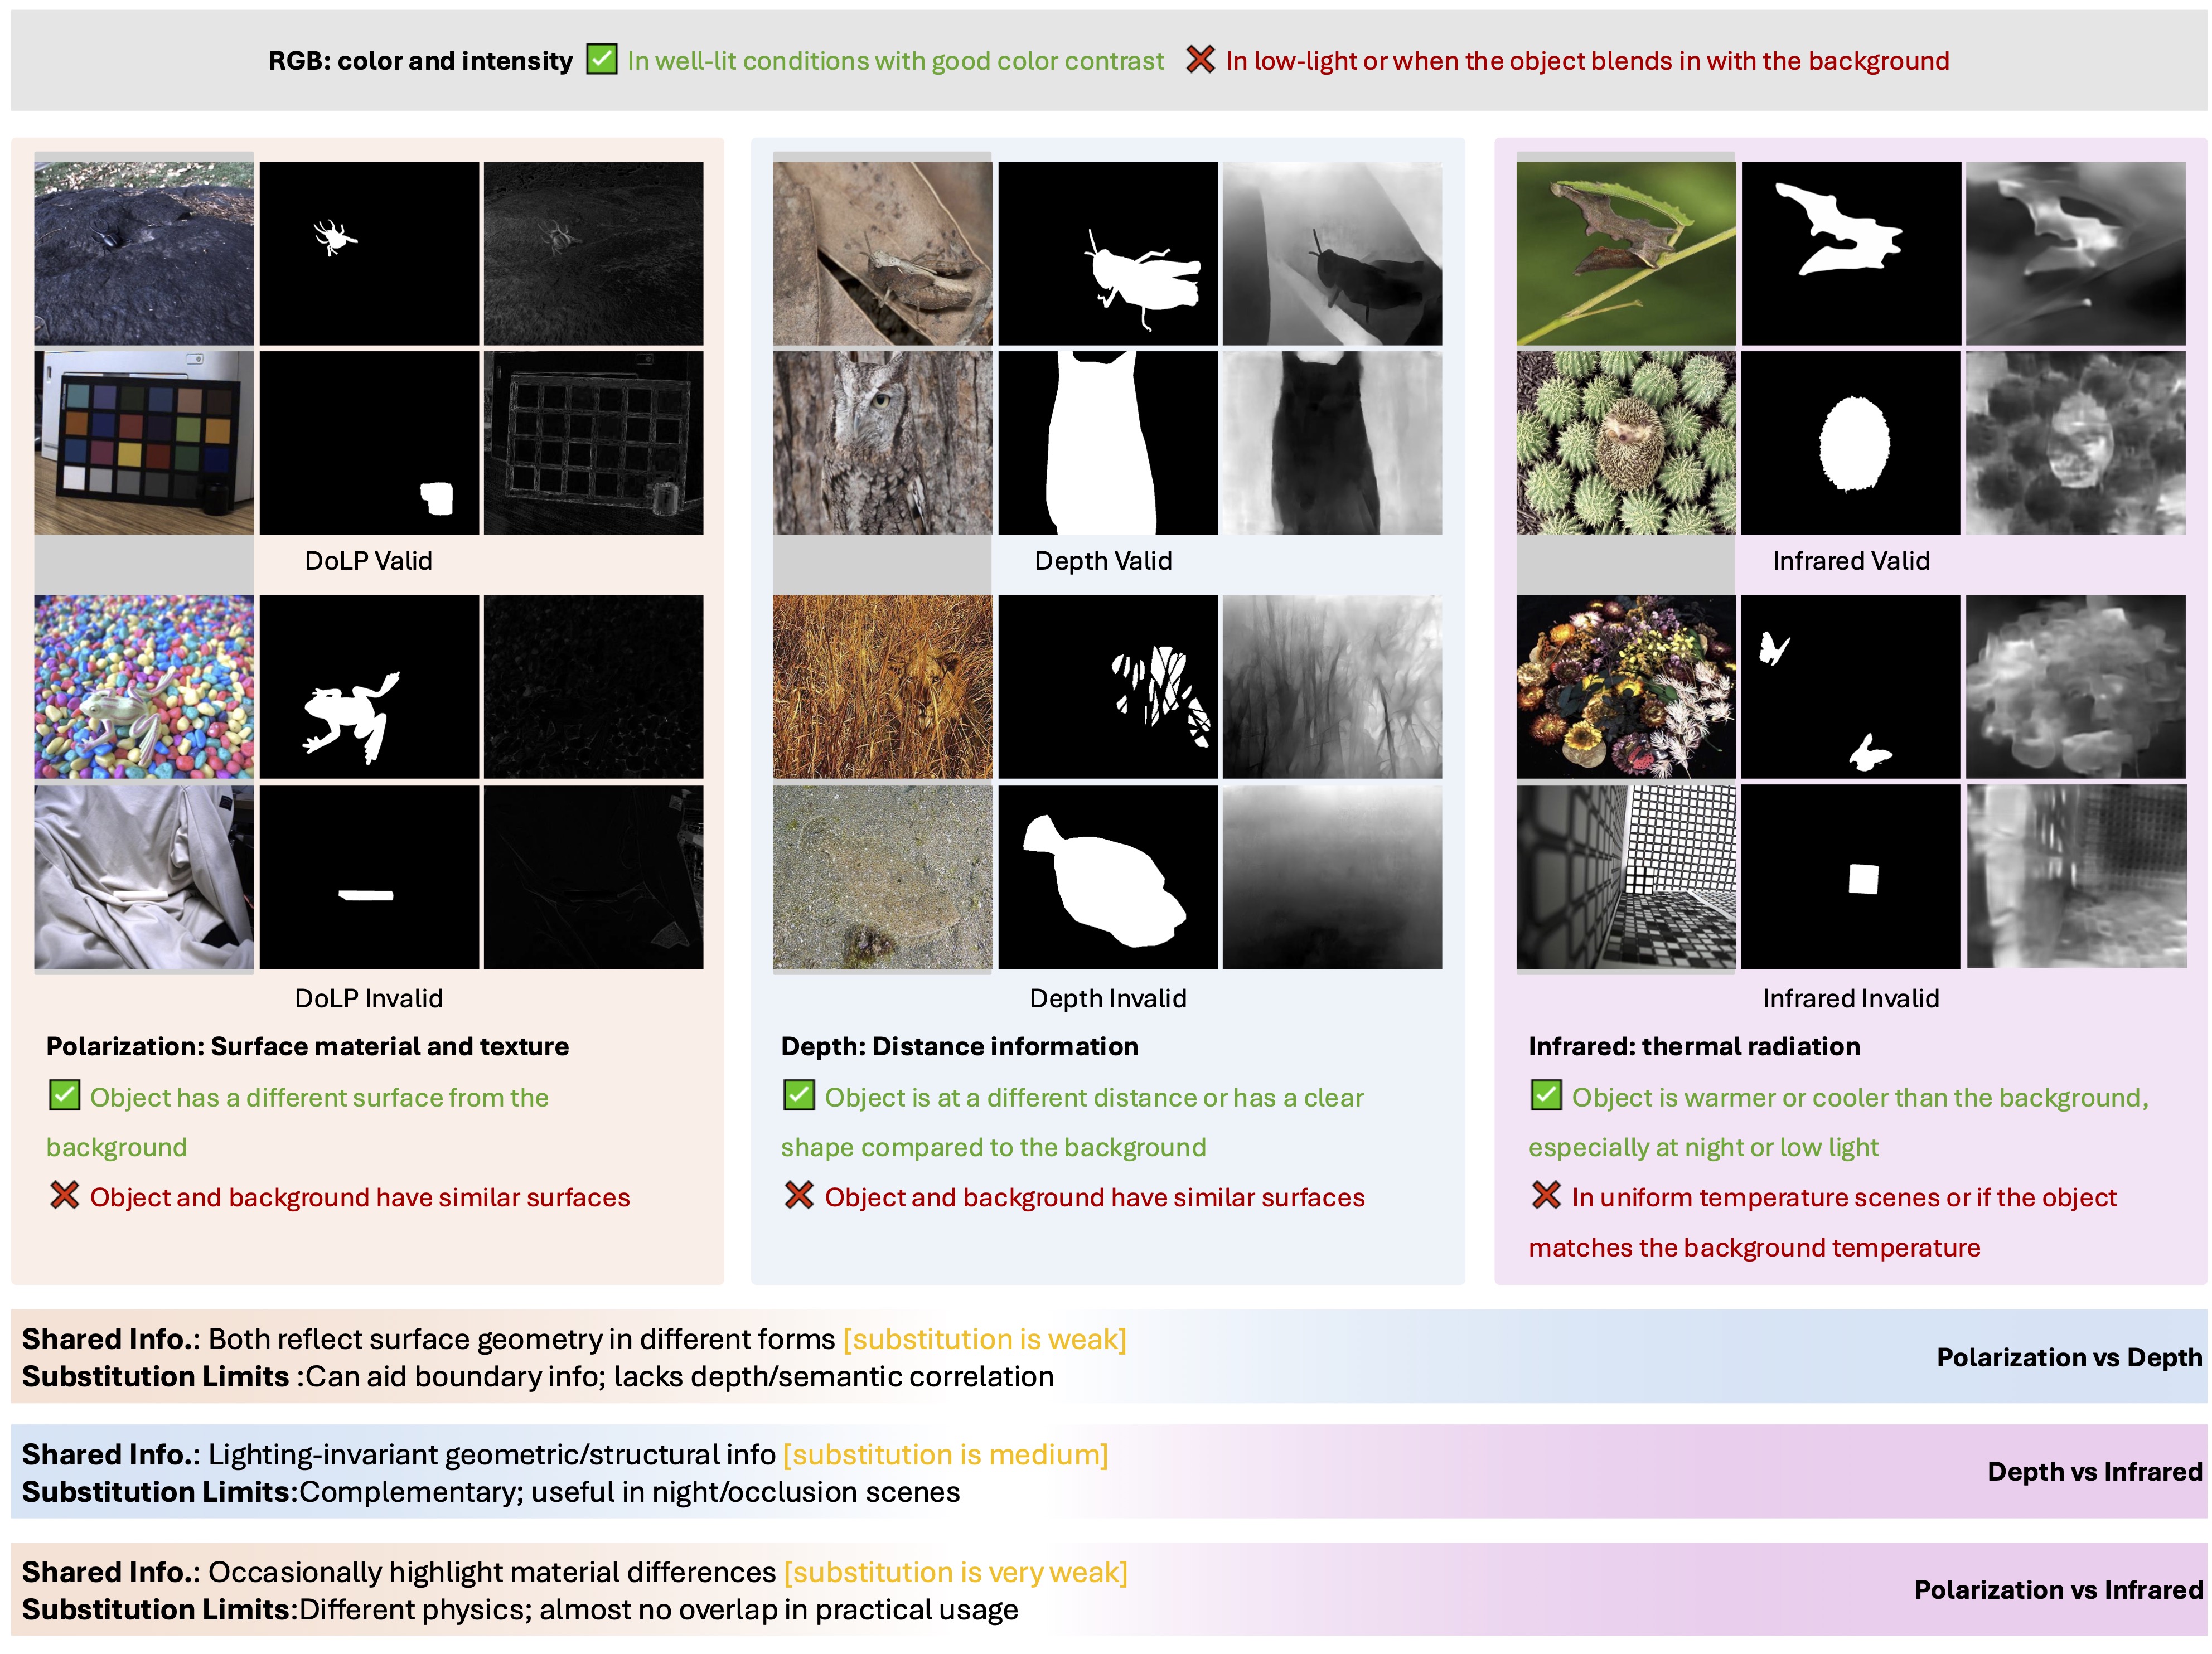 RGB: color and intensity ✅ In well-lit conditions with good color contrast ❌ In low-light or when the object blends in with the background
DoLP Valid
DoLP Invalid
Polarization: Surface material and texture
✅ Object has a different surface from the
background
❌ Object and background have similar surfaces
Depth Valid
Depth Invalid
Depth: Distance information
✅ Object is at a different distance or has a clear
shape compared to the background
❌ Object and background have similar surfaces
Infrared Valid
Infrared Invalid
Infrared: thermal radiation
✅ Object is warmer or cooler than the background,
especially at night or low light
❌ In uniform temperature scenes or if the object
matches the background temperature
Shared Info.: Both reflect surface geometry in different forms [substitution is weak]
Substitution Limits :Can aid boundary info; lacks depth/semantic correlation
Polarization vs Depth
Shared Info.: Lighting-invariant geometric/structural info [substitution is medium]
Substitution Limits:Complementary; useful in night/occlusion scenes
Depth vs Infrared
Shared Info.: Occasionally highlight material differences [substitution is very weak]
Substitution Limits:Different physics; almost no overlap in practical usage
Polarization vs Infrared